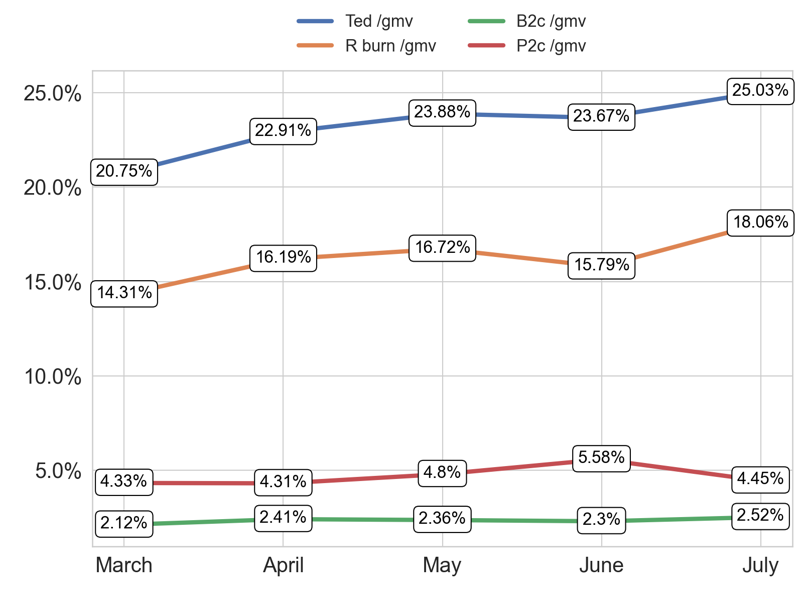 Ted /gmv B2c /gmv
R burn /gmv P2c /gmv
25.0%
20.0%
15.0%
10.0%
5.0%
20.75% 22.91% 23.88% 23.67% 25.03%
14.31% 16.19% 16.72% 15.79% 18.06%
4.33% 4.31% 4.8% 5.58% 4.45%
2.12% 2.41% 2.36% 2.3% 2.52%
March April May June July